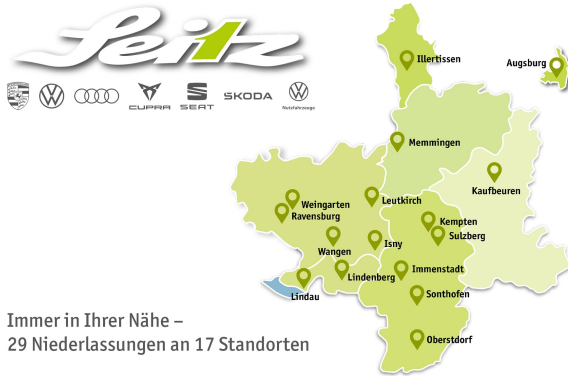 Seitz
CUPRA
SEAT
SKODA
Nutzfahrzeuge
Illertissen
Augsburg
Memmingen
Kaufbeuren
Leutkirch
Weingarten
Ravensburg
Kempten
Sulzberg
Wangen
Isny
Lindenberg
Immenstadt
Lindau
Sonthofen
Oberstdorf
Immer in Ihrer Nähe –
29 Niederlassungen an 17 Standorten